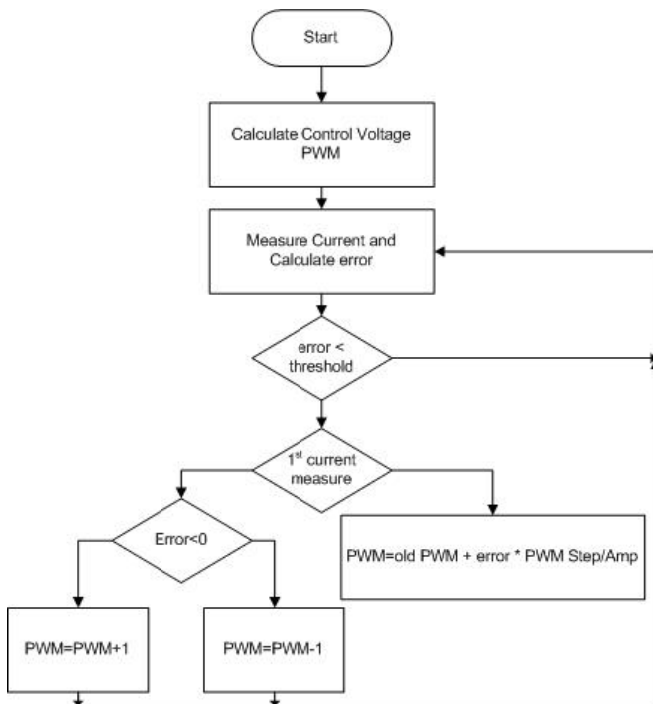 Start
Calculate Control Voltage
PWM
Measure Current and
Calculate error
error <
threshold
1st current
measure
Error<0
PWM=old PWM + error * PWM Step/Amp
PWM=PWM+1
PWM=PWM-1